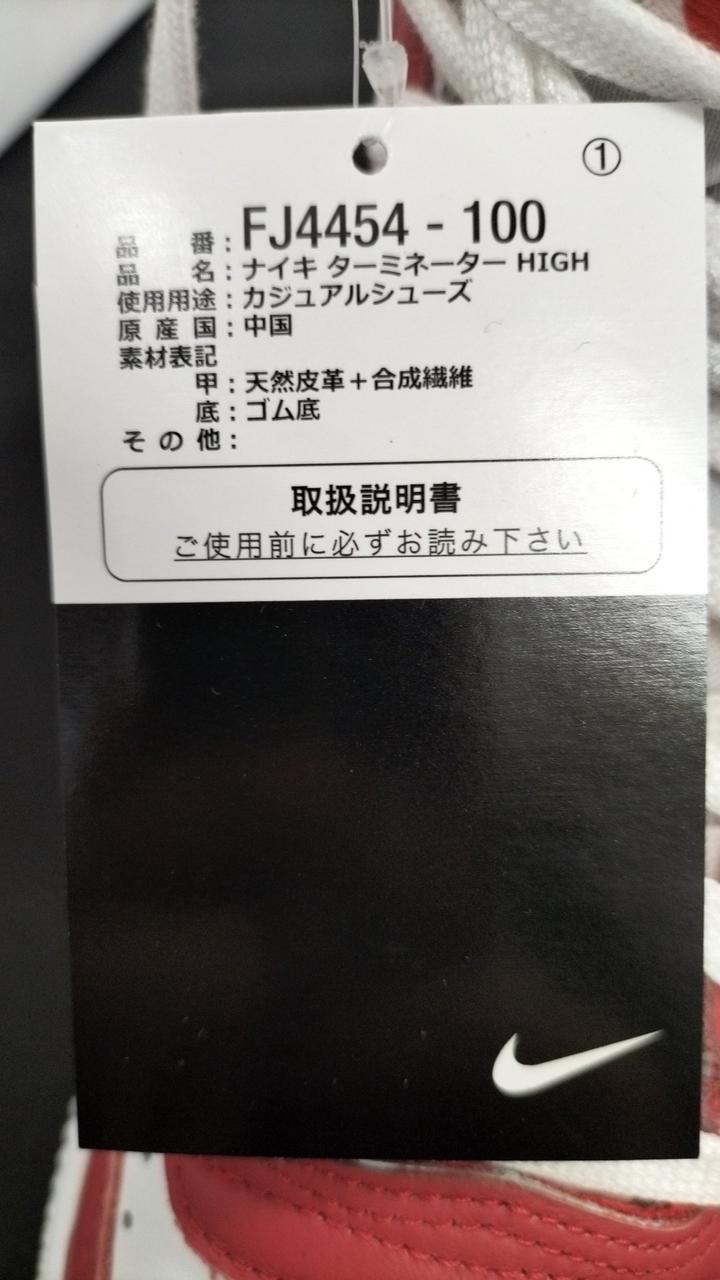 ①
品　番：FJ4454 - 100
品　名：ナイキ ターミネーター HIGH
使用用途：カジュアルシューズ
原 産 国：中国
素材表記
甲：天然皮革＋合成繊維
底：ゴム底
そ の 他：
取扱説明書
ご使用前に必ずお読み下さい